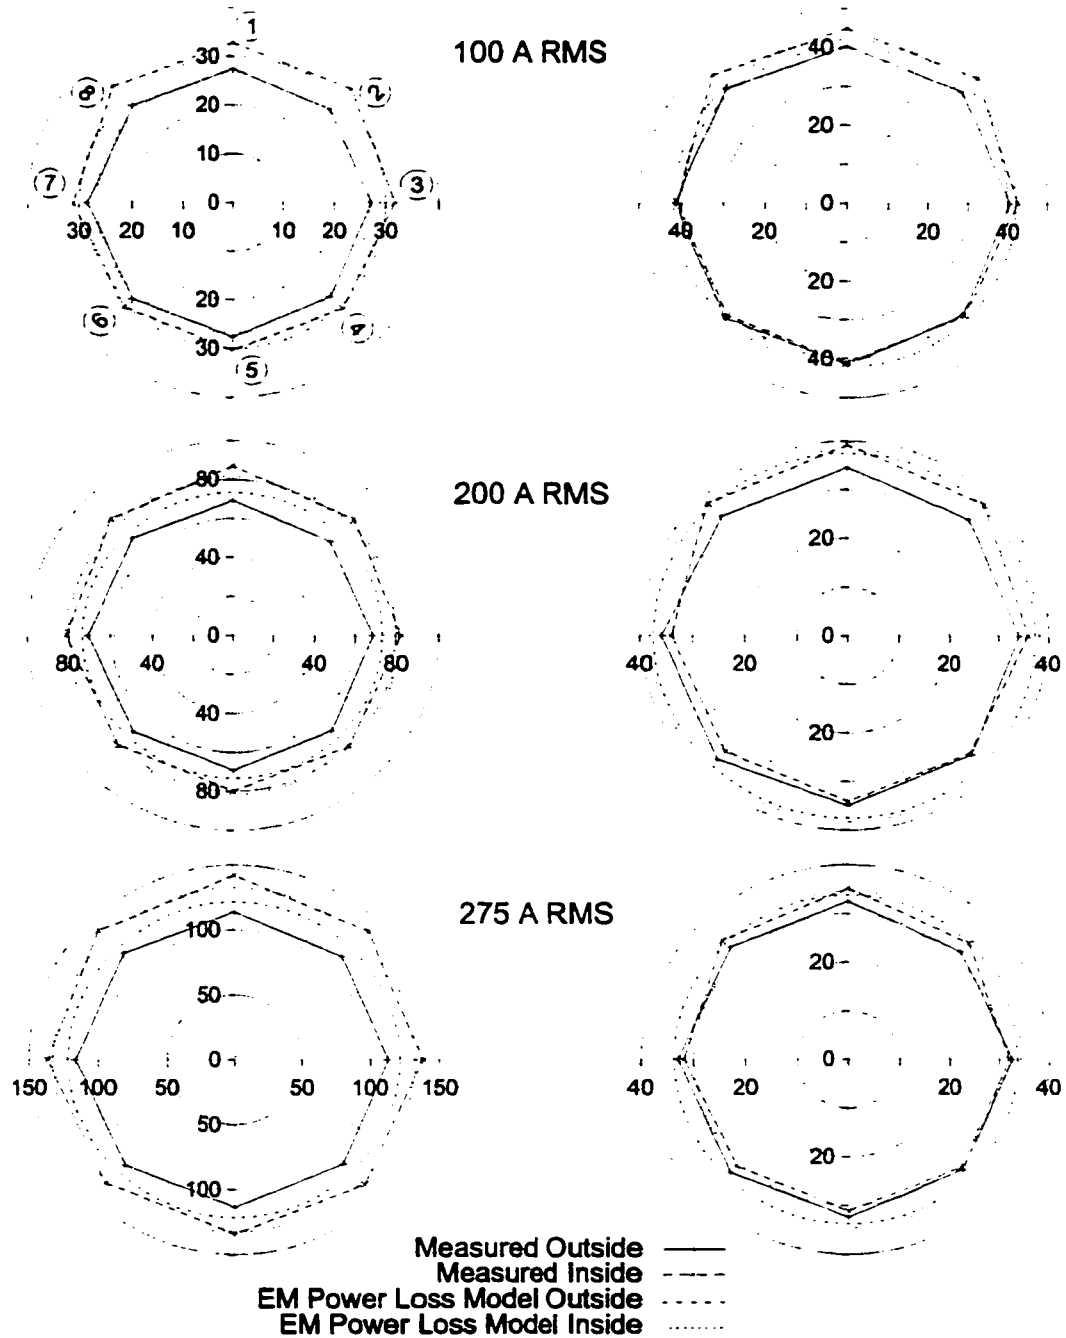 100 A RMS
1
2
3
4
5
6
7
8
30
20
10
0
30 20 10 10 20 30
20
30
40
20
0
40 20 20 40
20
40
200 A RMS
80
40
0
80 40 40 80
40
80
20
0
40 20 20 40
20
275 A RMS
100
50
0
150 100 50 50 100 150
50
100
20
0
40 20 20 40
20
Measured Outside
Measured Inside
EM Power Loss Model Outside
EM Power Loss Model Inside